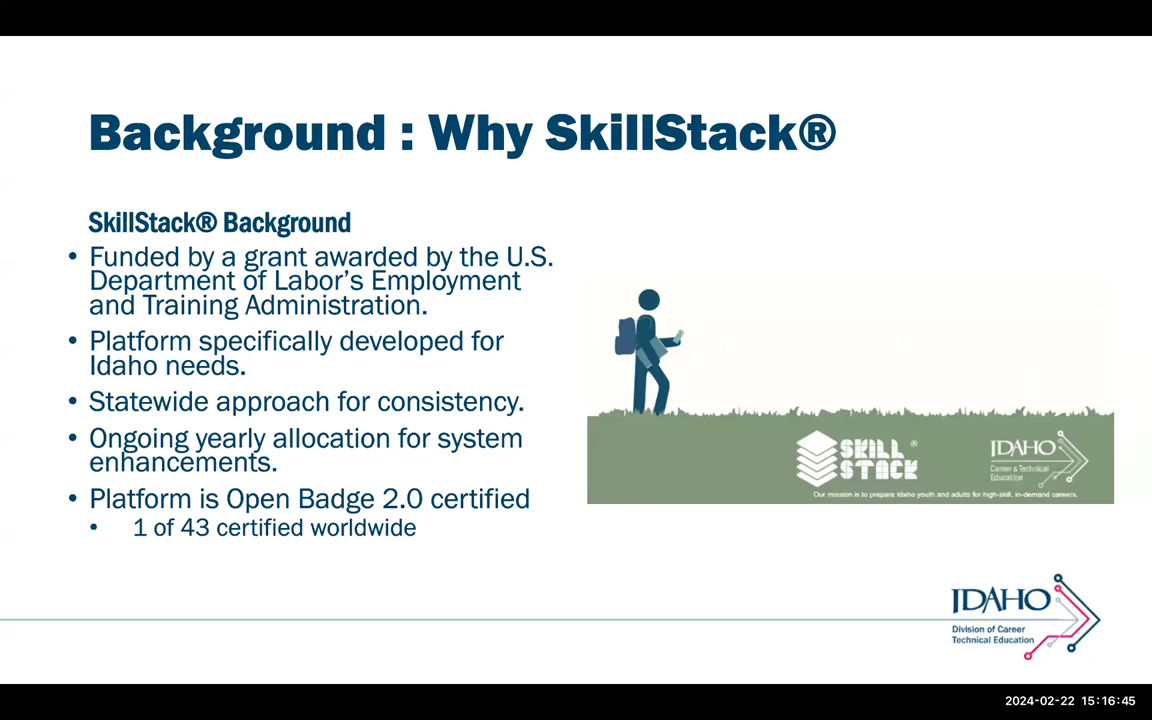 Background : Why SkillStack®
SkillStack® Background
• Funded by a grant awarded by the U.S.
Department of Labor’s Employment
and Training Administration.
• Platform specifically developed for
Idaho needs.
• Statewide approach for consistency.
• Ongoing yearly allocation for system
enhancements.
• Platform is Open Badge 2.0 certified
• 1 of 43 certified worldwide
SKILL®
STACK
IDAHO
Career & Technical
Education
Our mission is to prepare Idaho youth and adults for high-skill, in-demand careers.
IDAHO
Division of Career
Technical Education
2024-02-22 15:16:45